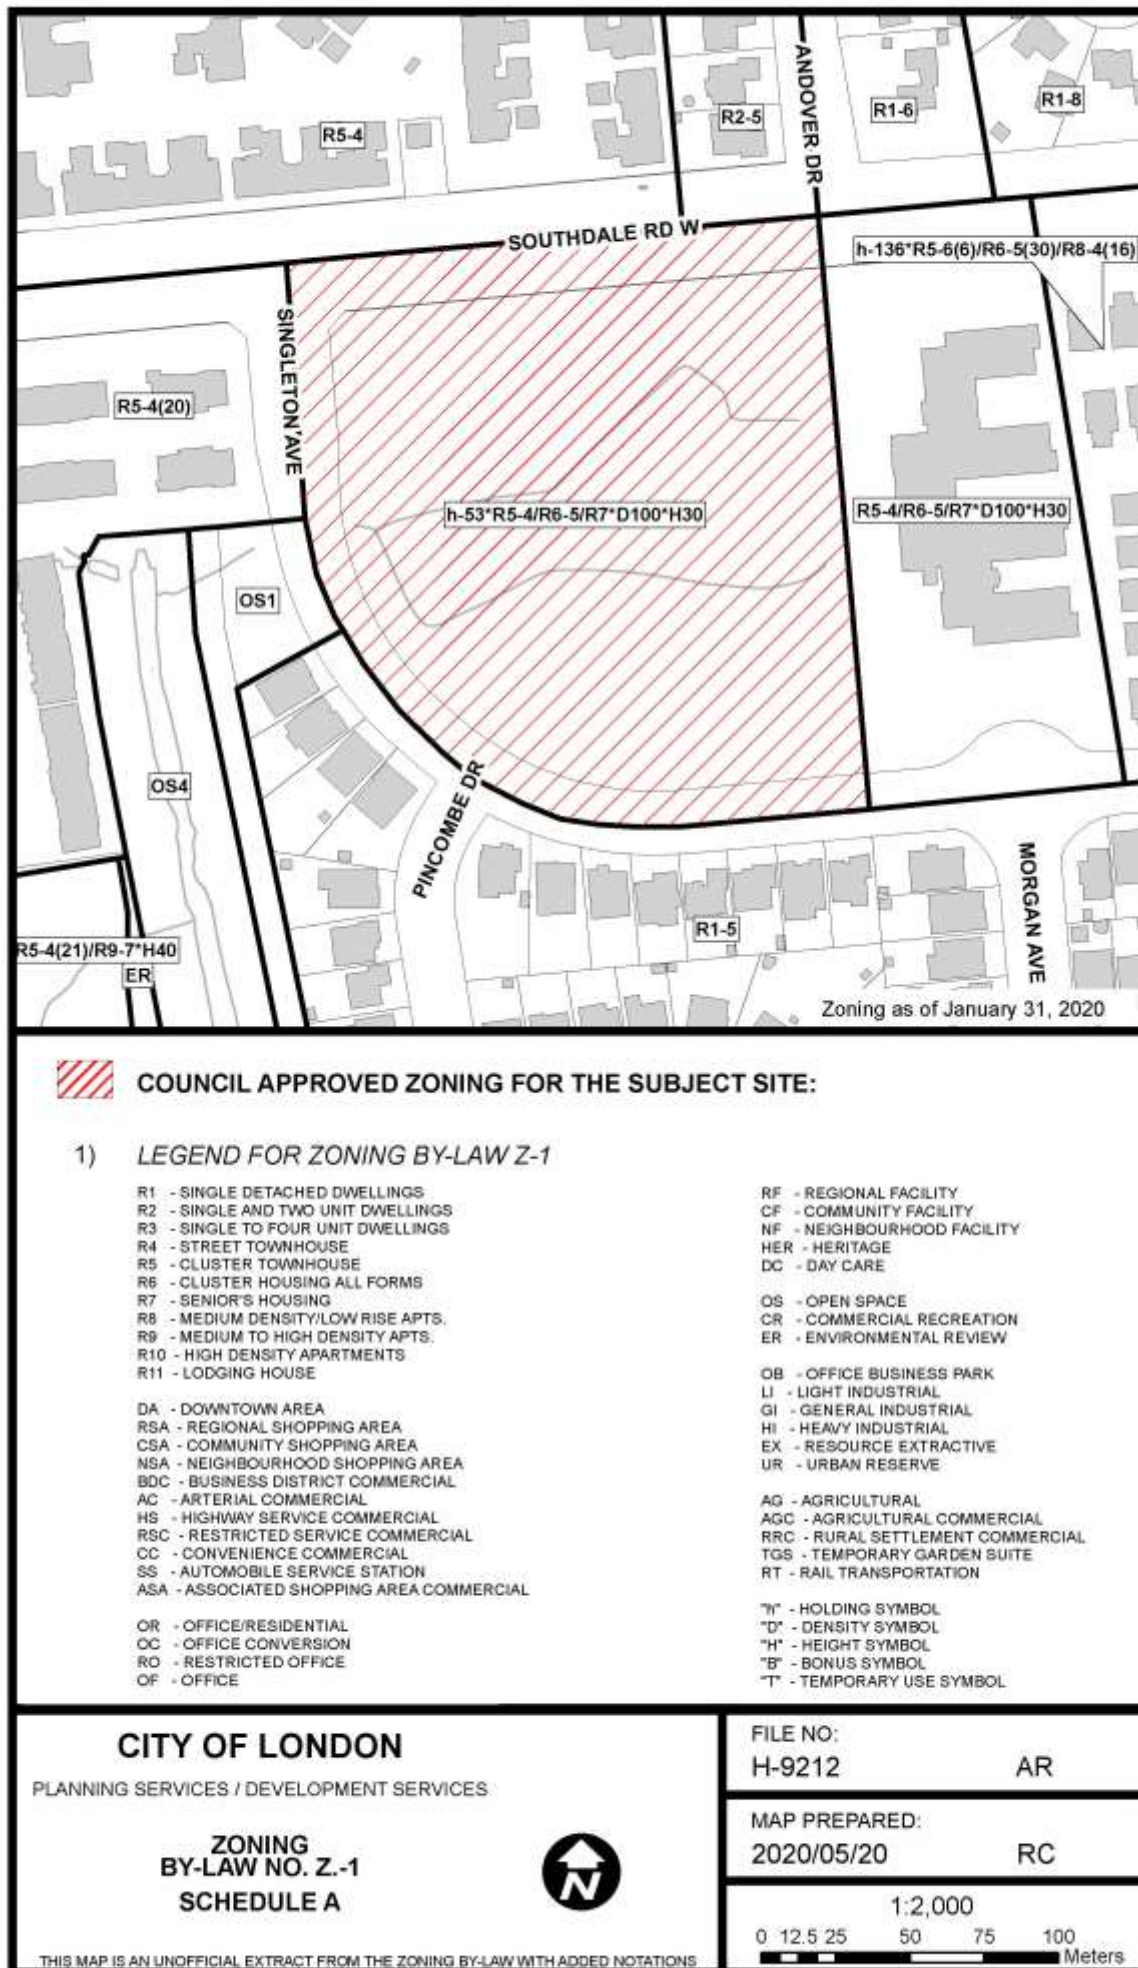 ANDOVER DR
R2-5
R1-6
R1-8
R5-4
SOUTHDALE RD W
h-136*R5-6(6)/R6-5(30)/R8-4(16)
SINGLETON AVE
R5-4(20)
h-53*R5-4/R6-5/R7*D100*H30
R5-4/R6-5/R7*D100*H30
OS1
OS4
PINCOMBE DR
MORGAN AVE
R1-5
R5-4(21)/R9-7*H40
ER
Zoning as of January 31, 2020
COUNCIL APPROVED ZONING FOR THE SUBJECT SITE:
1) LEGEND FOR ZONING BY-LAW Z-1
R1 - SINGLE DETACHED DWELLINGS
R2 - SINGLE AND TWO UNIT DWELLINGS
R3 - SINGLE TO FOUR UNIT DWELLINGS
R4 - STREET TOWNHOUSE
R5 - CLUSTER TOWNHOUSE
R6 - CLUSTER HOUSING ALL FORMS
R7 - SENIOR'S HOUSING
R8 - MEDIUM DENSITY/LOW RISE APTS.
R9 - MEDIUM TO HIGH DENSITY APTS.
R10 - HIGH DENSITY APARTMENTS
R11 - LODGING HOUSE
DA - DOWNTOWN AREA
RSA - REGIONAL SHOPPING AREA
CSA - COMMUNITY SHOPPING AREA
NSA - NEIGHBOURHOOD SHOPPING AREA
BDC - BUSINESS DISTRICT COMMERCIAL
AC - ARTERIAL COMMERCIAL
HS - HIGHWAY SERVICE COMMERCIAL
RSC - RESTRICTED SERVICE COMMERCIAL
CC - CONVENIENCE COMMERCIAL
SS - AUTOMOBILE SERVICE STATION
ASA - ASSOCIATED SHOPPING AREA COMMERCIAL
OR - OFFICE/RESIDENTIAL
OC - OFFICE CONVERSION
RO - RESTRICTED OFFICE
OF - OFFICE
RF - REGIONAL FACILITY
CF - COMMUNITY FACILITY
NF - NEIGHBOURHOOD FACILITY
HER - HERITAGE
DC - DAY CARE
OS - OPEN SPACE
CR - COMMERCIAL RECREATION
ER - ENVIRONMENTAL REVIEW
OB - OFFICE BUSINESS PARK
LI - LIGHT INDUSTRIAL
GI - GENERAL INDUSTRIAL
HI - HEAVY INDUSTRIAL
EX - RESOURCE EXTRACTIVE
UR - URBAN RESERVE
AG - AGRICULTURAL
AGC - AGRICULTURAL COMMERCIAL
RRC - RURAL SETTLEMENT COMMERCIAL
TGS - TEMPORARY GARDEN SUITE
RT - RAIL TRANSPORTATION
"h" - HOLDING SYMBOL
"D" - DENSITY SYMBOL
"H" - HEIGHT SYMBOL
"B" - BONUS SYMBOL
"T" - TEMPORARY USE SYMBOL
CITY OF LONDON
PLANNING SERVICES / DEVELOPMENT SERVICES
ZONING
BY-LAW NO. Z.-1
SCHEDULE A
N
THIS MAP IS AN UNOFFICIAL EXTRACT FROM THE ZONING BY-LAW WITH ADDED NOTATIONS
FILE NO:
H-9212 AR
MAP PREPARED:
2020/05/20 RC
1:2,000
0 12.5 25 50 75 100
Meters